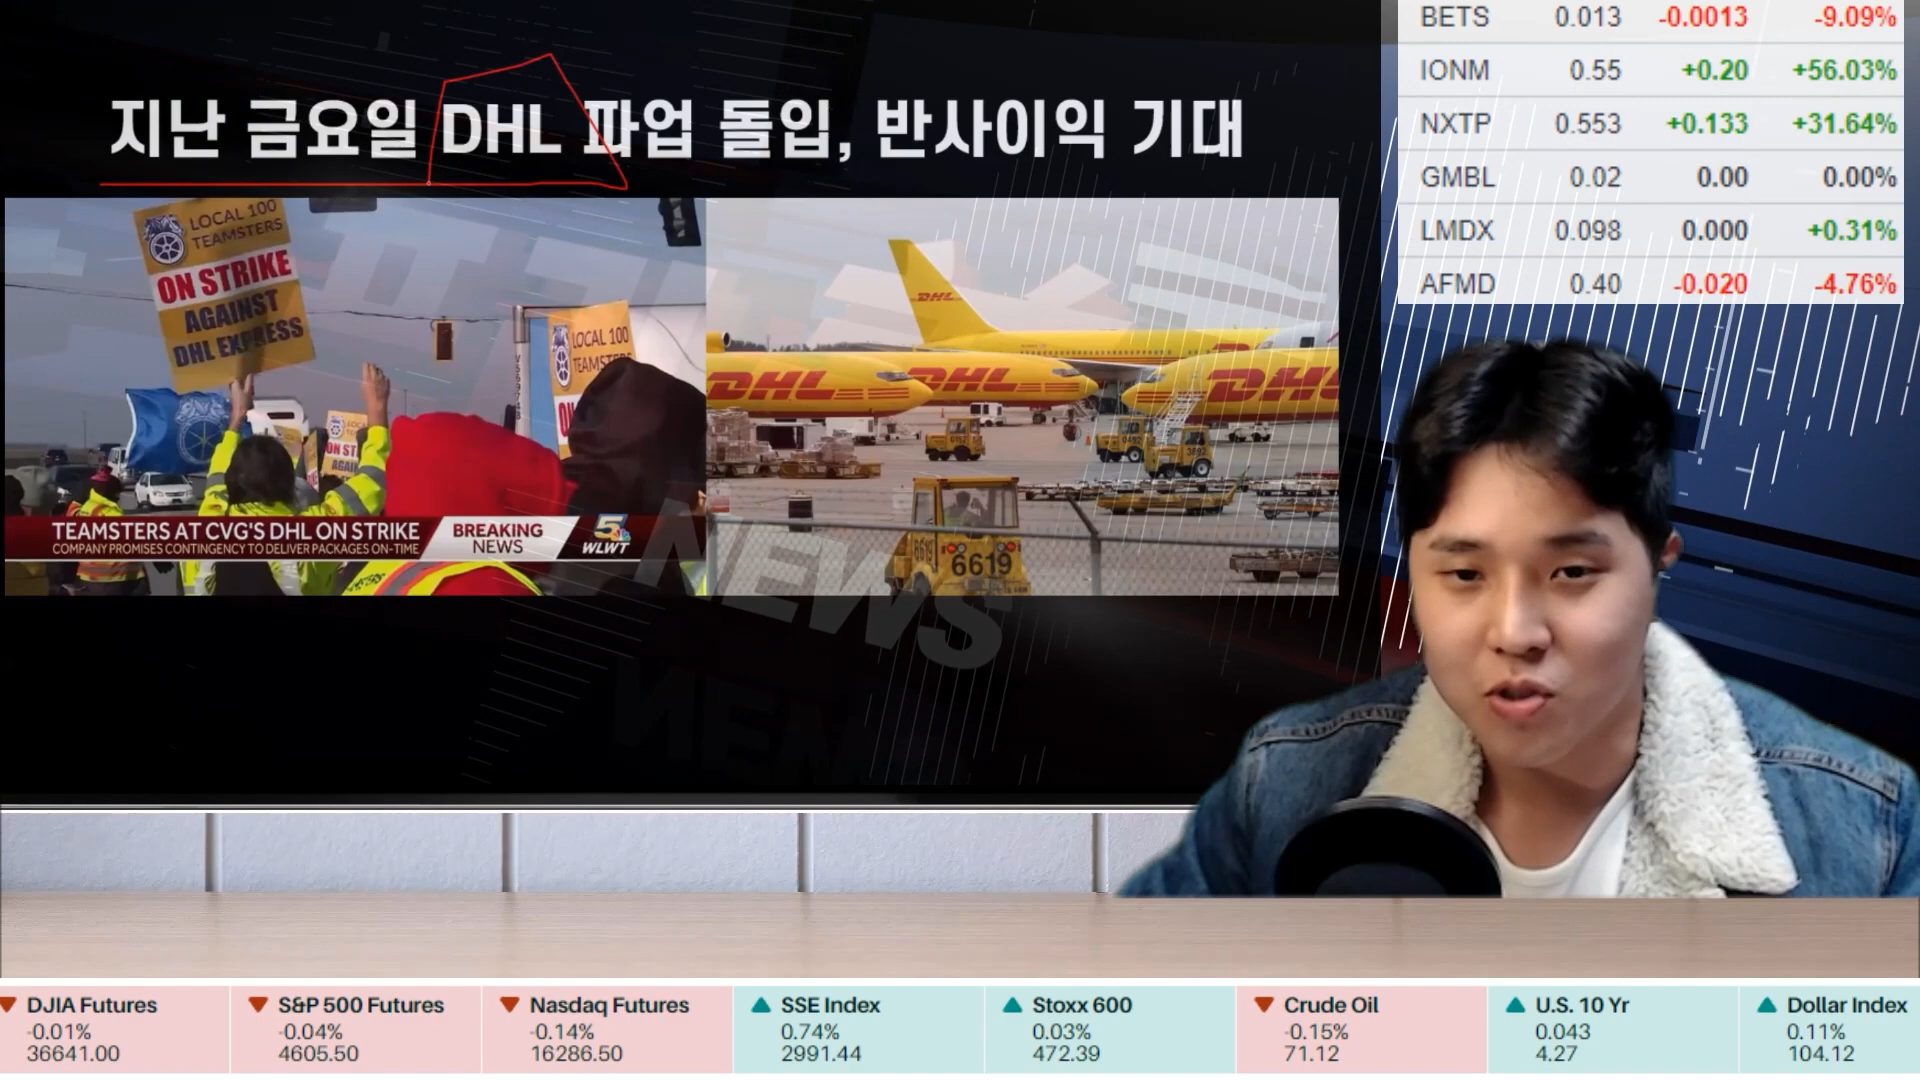 지난 금요일 DHL 파업 돌입, 반사이익 기대
LOCAL 100
TEAMSTERS
ON STRIKE
AGAINST
DHL EXPRESS
LOCAL 100
TEAMSTERS
ON ST
TEAMSTERS AT CVG'S DHL ON STRIKE
COMPANY PROMISES CONTINGENCY TO DELIVER PACKAGES ON-TIME
BREAKING
NEWS
5
WLWT
DHL
DHL
DHL
DHL
6619
NEWS
BETS 0.013 -0.0013 -9.09%
IONM 0.55 +0.20 +56.03%
NXTP 0.553 +0.133 +31.64%
GMBL 0.02 0.00 0.00%
LMDX 0.098 0.000 +0.31%
AFMD 0.40 -0.020 -4.76%
DJIA Futures
-0.01%
36641.00
S&P 500 Futures
-0.04%
4605.50
Nasdaq Futures
-0.14%
16286.50
SSE Index
0.74%
2991.44
Stoxx 600
0.03%
472.39
Crude Oil
-0.15%
71.12
U.S. 10 Yr
0.043
4.27
Dollar Index
0.11%
104.12